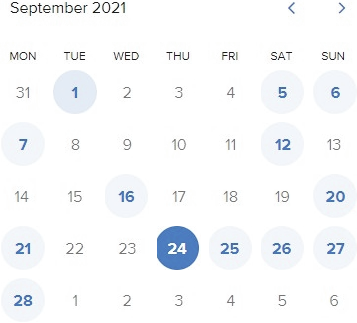 September 2021
MON TUE WED THU FRI SAT SUN
31 1 2 3 4 5 6
7 8 9 10 11 12 13
14 15 16 17 18 19 20
21 22 23 24 25 26 27
28 1 2 3 4 5 6